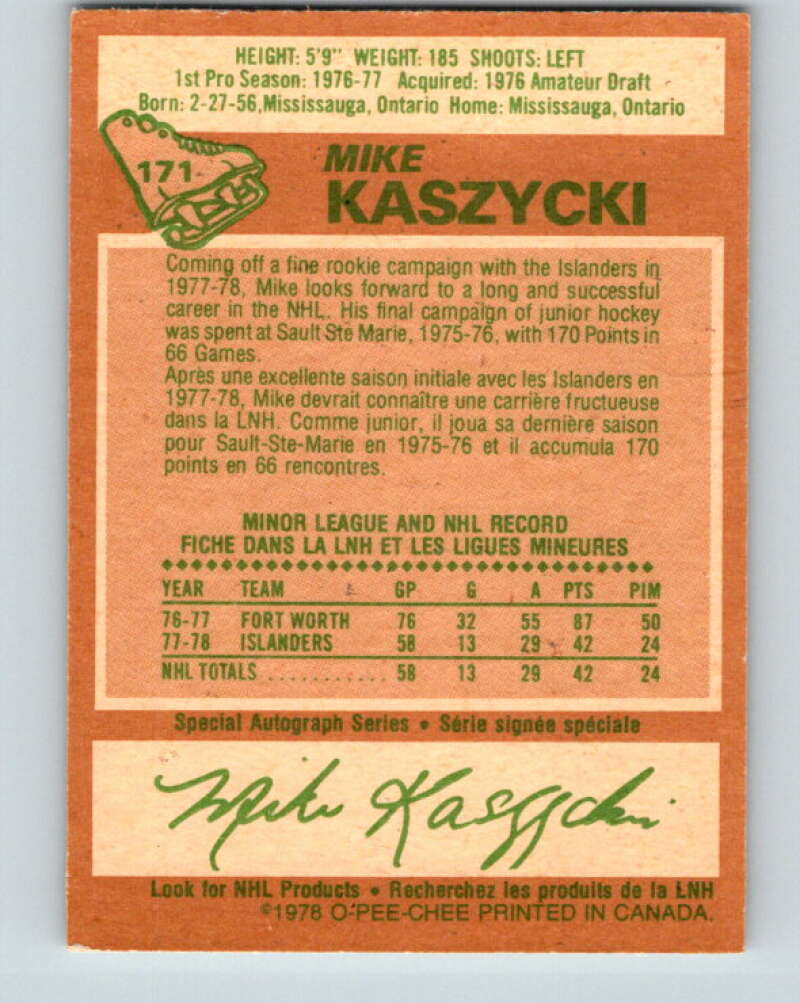 HEIGHT: 5'9" WEIGHT: 185 SHOOTS: LEFT
1st Pro Season: 1976-77 Acquired: 1976 Amateur Draft
Born: 2-27-56, Mississauga, Ontario Home: Mississauga, Ontario
171
MIKE
KASZYCKI
Coming off a fine rookie campaign with the Islanders in
1977-78, Mike looks forward to a long and successful
career in the NHL. His final campaign of junior hockey
was spent at Sault Ste Marie, 1975-76, with 170 Points in
66 Games.
Après une excellente saison initiale avec les Islanders en
1977-78, Mike devrait connaître une carrière fructueuse
dans la LNH. Comme junior, il joua sa dernière saison
pour Sault-Ste-Marie en 1975-76 et il accumula 170
points en 66 rencontres.
MINOR LEAGUE AND NHL RECORD
FICHE DANS LA LNH ET LES LIGUES MINEURES
YEAR TEAM GP G A PTS PIM
76-77 FORT WORTH 76 32 55 87 50
77-78 ISLANDERS 58 13 29 42 24
NHL TOTALS ........... 58 13 29 42 24
Special Autograph Series • Série signée spéciale
Mike Kaszycki
Look for NHL Products • Recherchez les produits de la LNH
©1978 O-PEE-CHEE PRINTED IN CANADA.